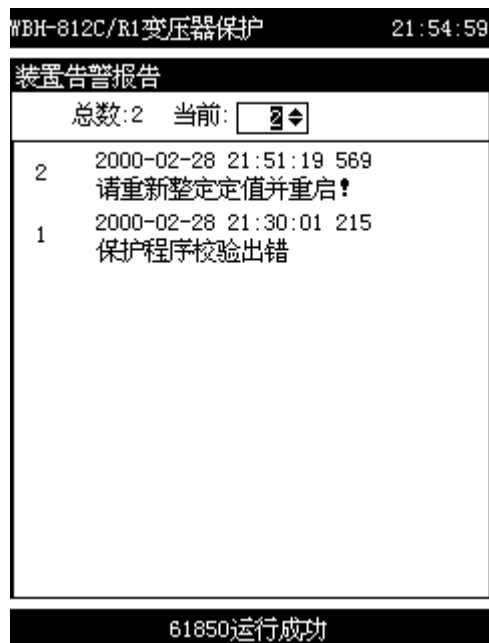 WBH-812C/R1变压器保护 21:54:59
装置告警报告
总数:2 当前: 2
2 2000-02-28 21:51:19 569
请重新整定定值并重启!
1 2000-02-28 21:30:01 215
保护程序校验出错
61850运行成功